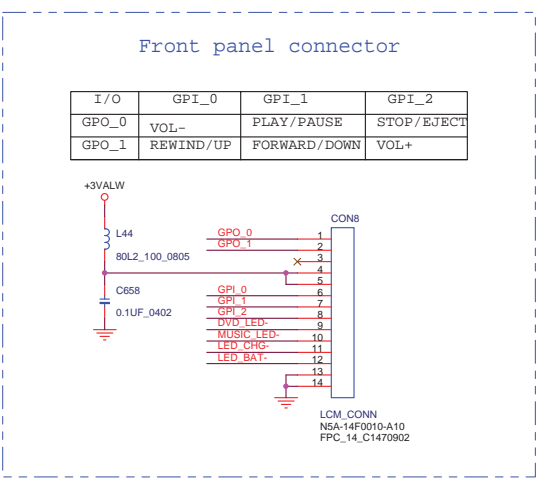 Front panel connector
I/O GPI_0 GPI_1 GPI_2
GPO_0 VOL- PLAY/PAUSE STOP/EJECT
GPO_1 REWIND/UP FORWARD/DOWN VOL+
+3VALW
L44
80L2_100_0805
C658
0.1UF_0402
CON8
GPO_0 1
GPO_1 2
3
4
5
GPI_0 6
GPI_1 7
GPI_2 8
DVD_LED- 9
MUSIC_LED- 10
LED_CHG- 11
LED_BAT- 12
13
14
LCM_CONN
N5A-14F0010-A10
FPC_14_C1470902